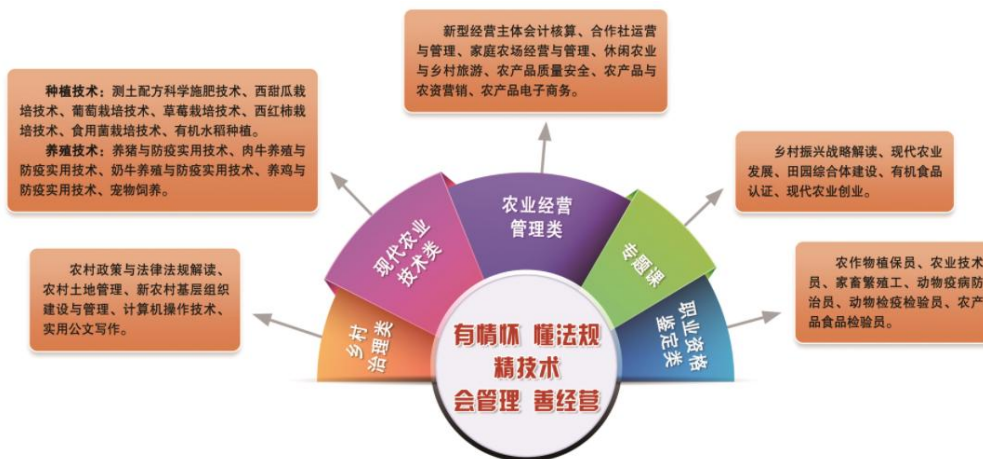 新型经营主体会计核算、合作社运营
与管理、家庭农场经营与管理、休闲农业
与乡村旅游、农产品质量安全、农产品与
农资营销、农产品电子商务。
种植技术：测土配方科学施肥技术、西甜瓜栽
培技术、葡萄栽培技术、草莓栽培技术、西红柿栽
培技术、食用菌栽培技术、有机水稻种植。
养殖技术：养猪与防疫实用技术、肉牛养殖与
防疫实用技术、奶牛养殖与防疫实用技术、养鸡与
防疫实用技术、宠物饲养。
乡村振兴战略解读、现代农业
发展、田园综合体建设、有机食品
认证、现代农业创业。
农村政策与法律法规解读、
农村土地管理、新农村基层组织
建设与管理、计算机操作技术、
实用公文写作。
农作物植保员、农业技术
员、家畜繁殖工、动物疫病防
治员、动物检疫检验员、农产
品食品检验员。
乡村
治理类
现代农业
技术类
农业经营
管理类
专题课
职业资格
鉴定类
有情怀 懂法规
精技术
会管理 善经营